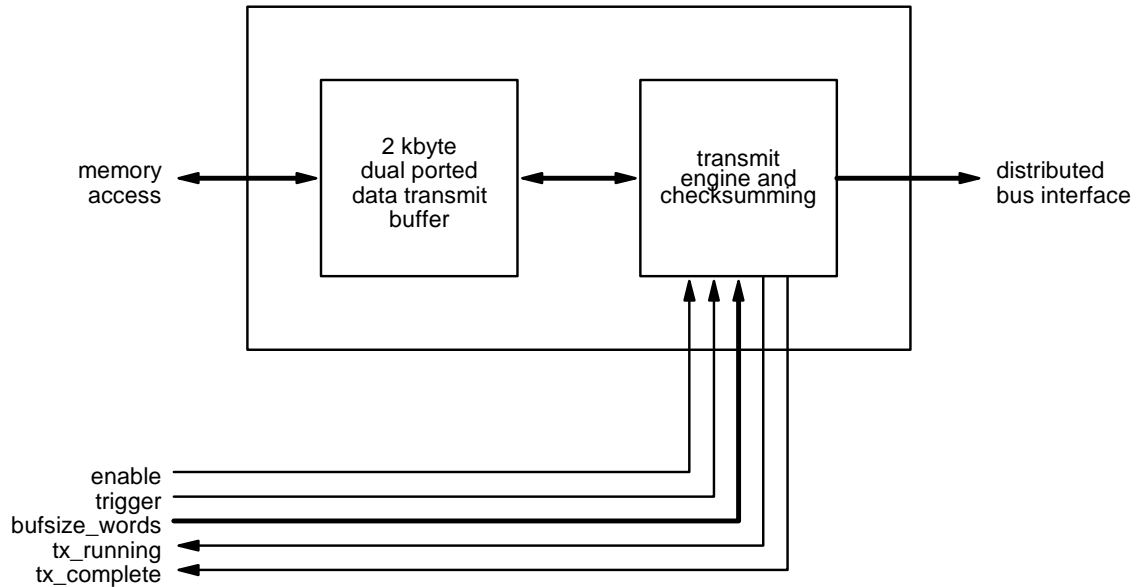 2 kbyte
dual ported
data transmit
buffer
transmit
engine and
checksumming
memory
access
distributed
bus interface
enable
trigger
bufsize_words
tx_running
tx_complete